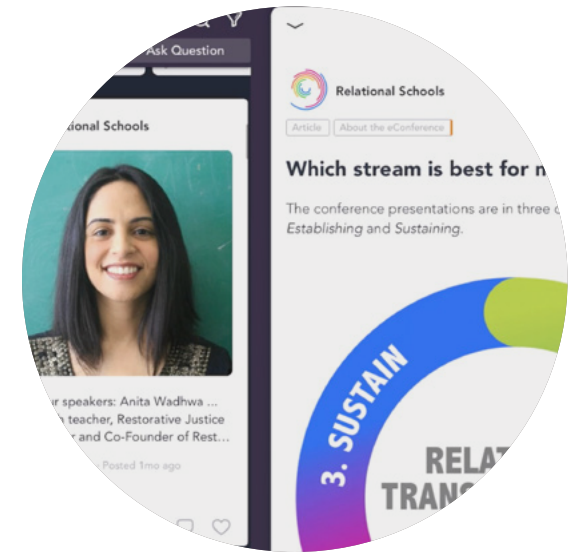 Ask Question
ional Schools
speakers: Anita Wadhwa ...
teacher, Restorative Justice
and Co-Founder of Rest...
Posted 1mo ago
Relational Schools
Article
About the eConference
Which stream is best for
The conference presentations are in three
Establishing and Sustaining.
3. SUSTAIN
RELAT
TRANS